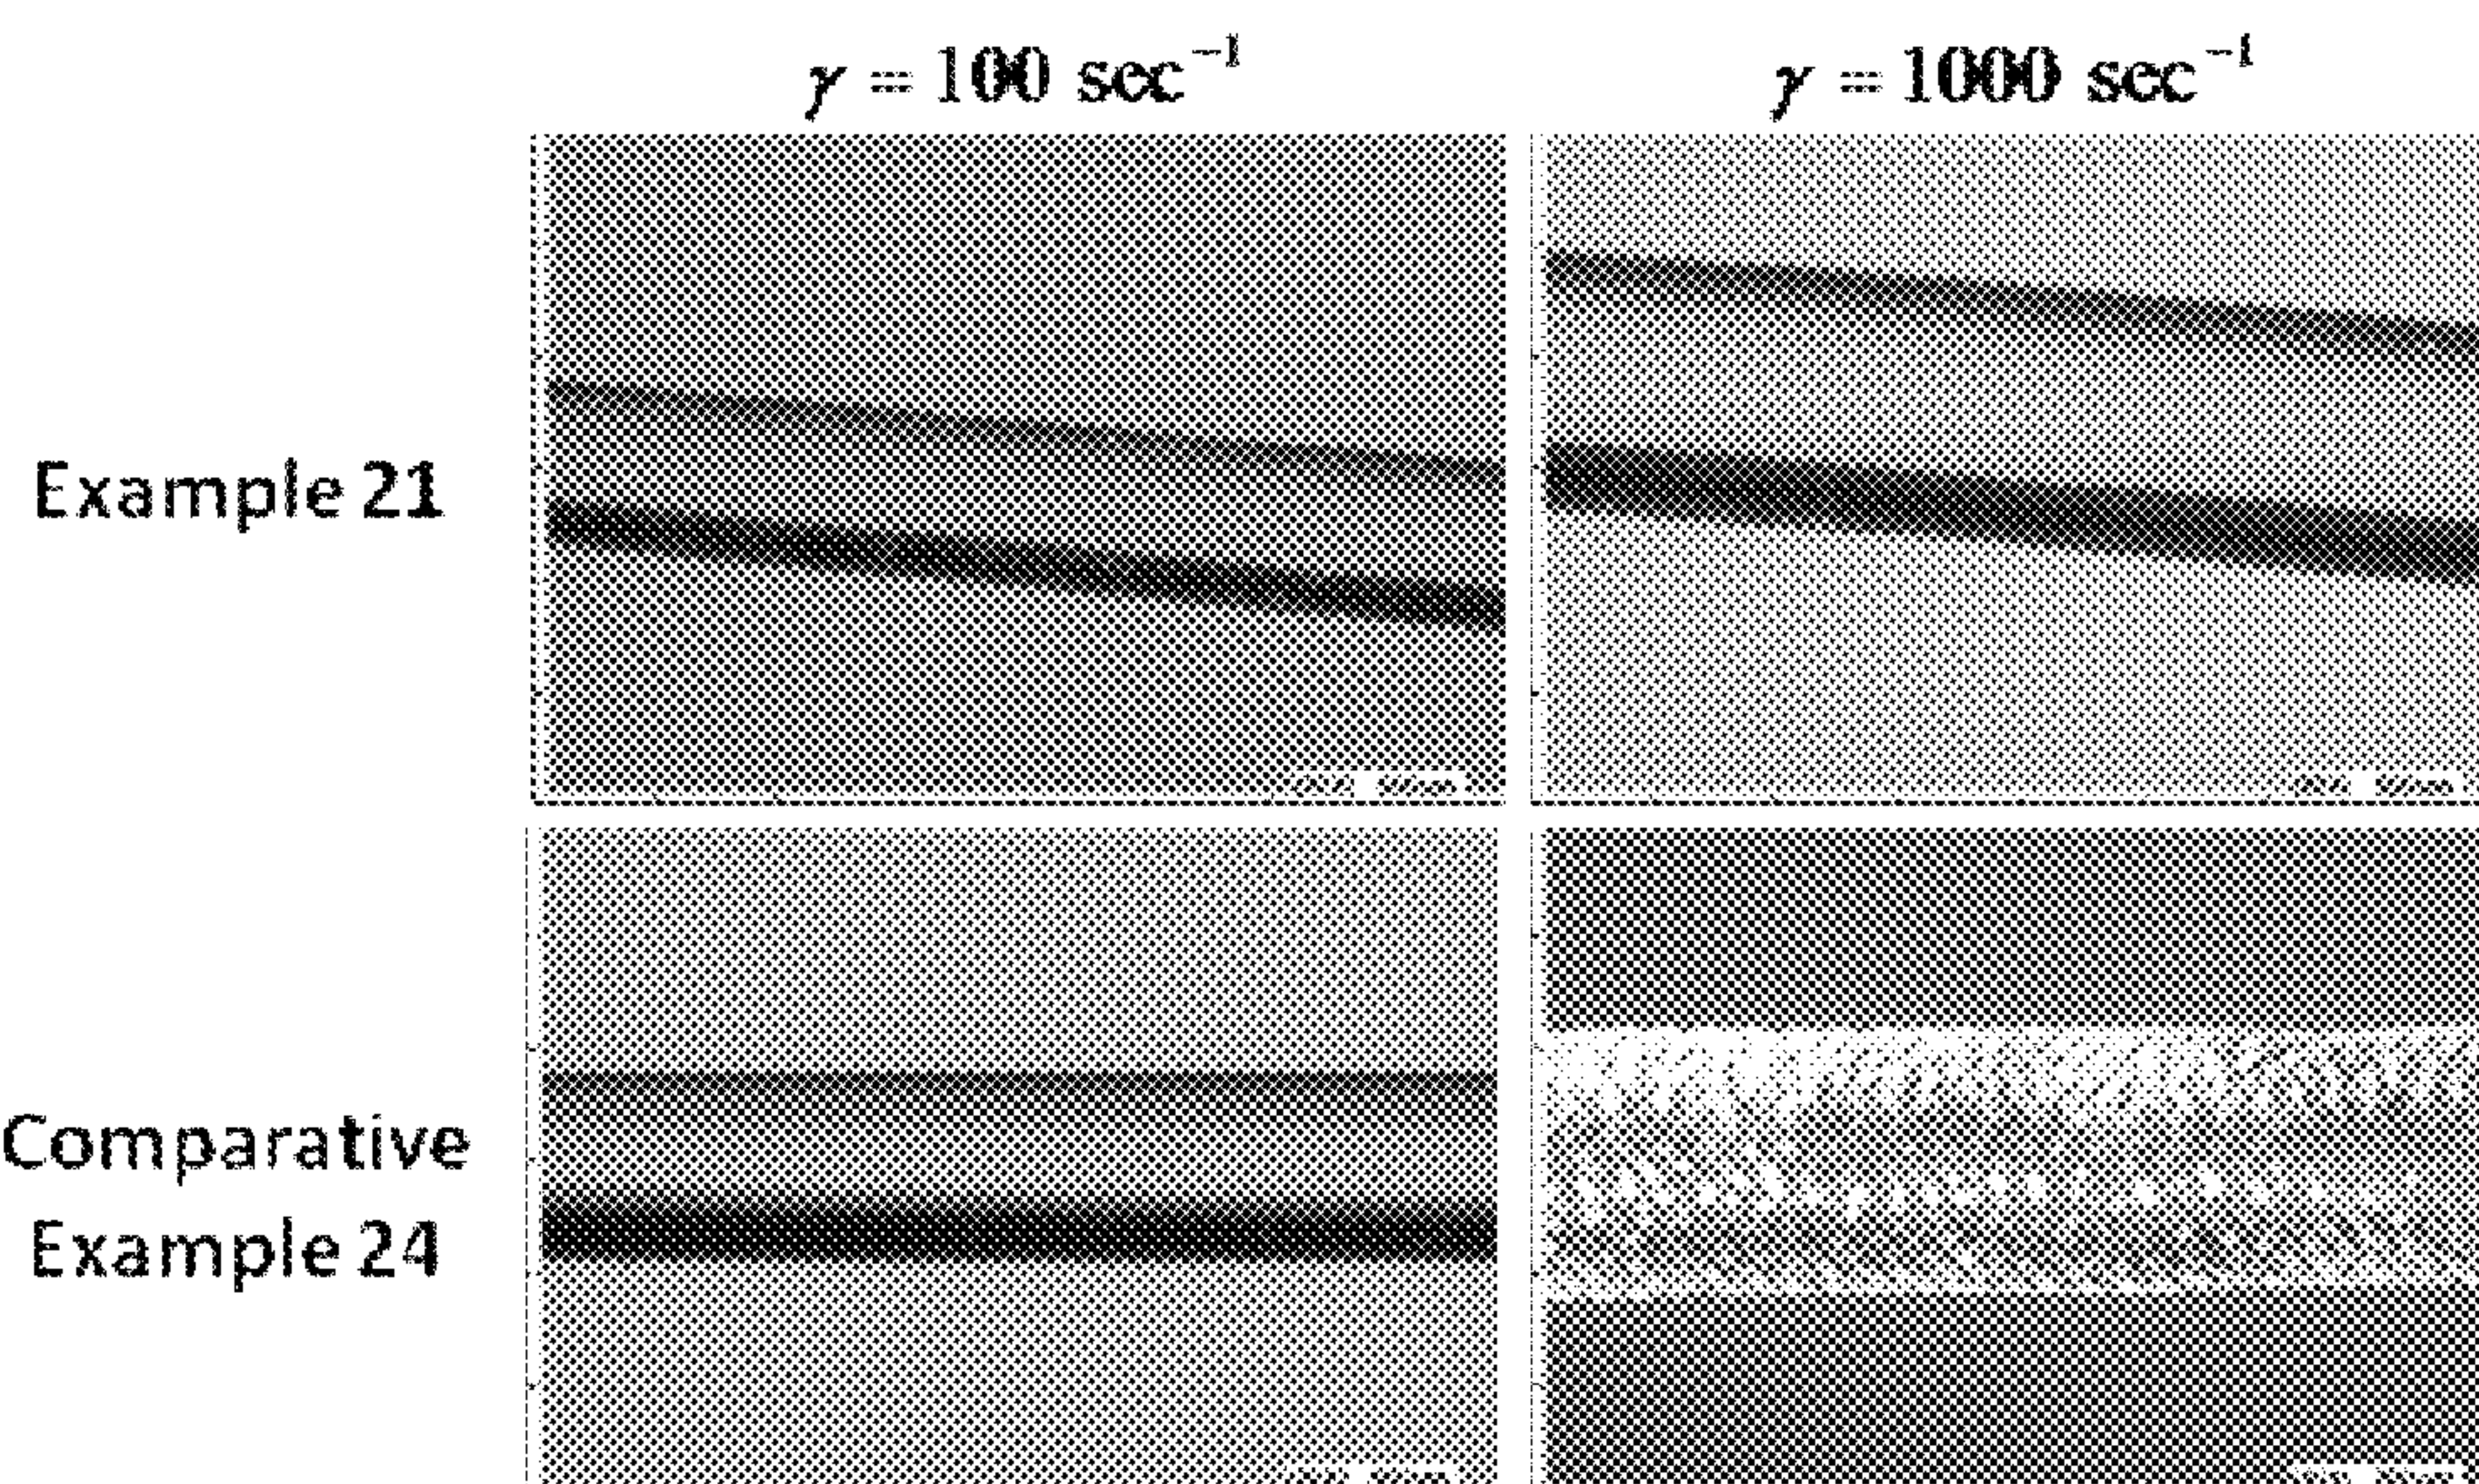 γ = 100 sec⁻¹
γ = 1000 sec⁻¹
Example 21
Comparative
Example 24